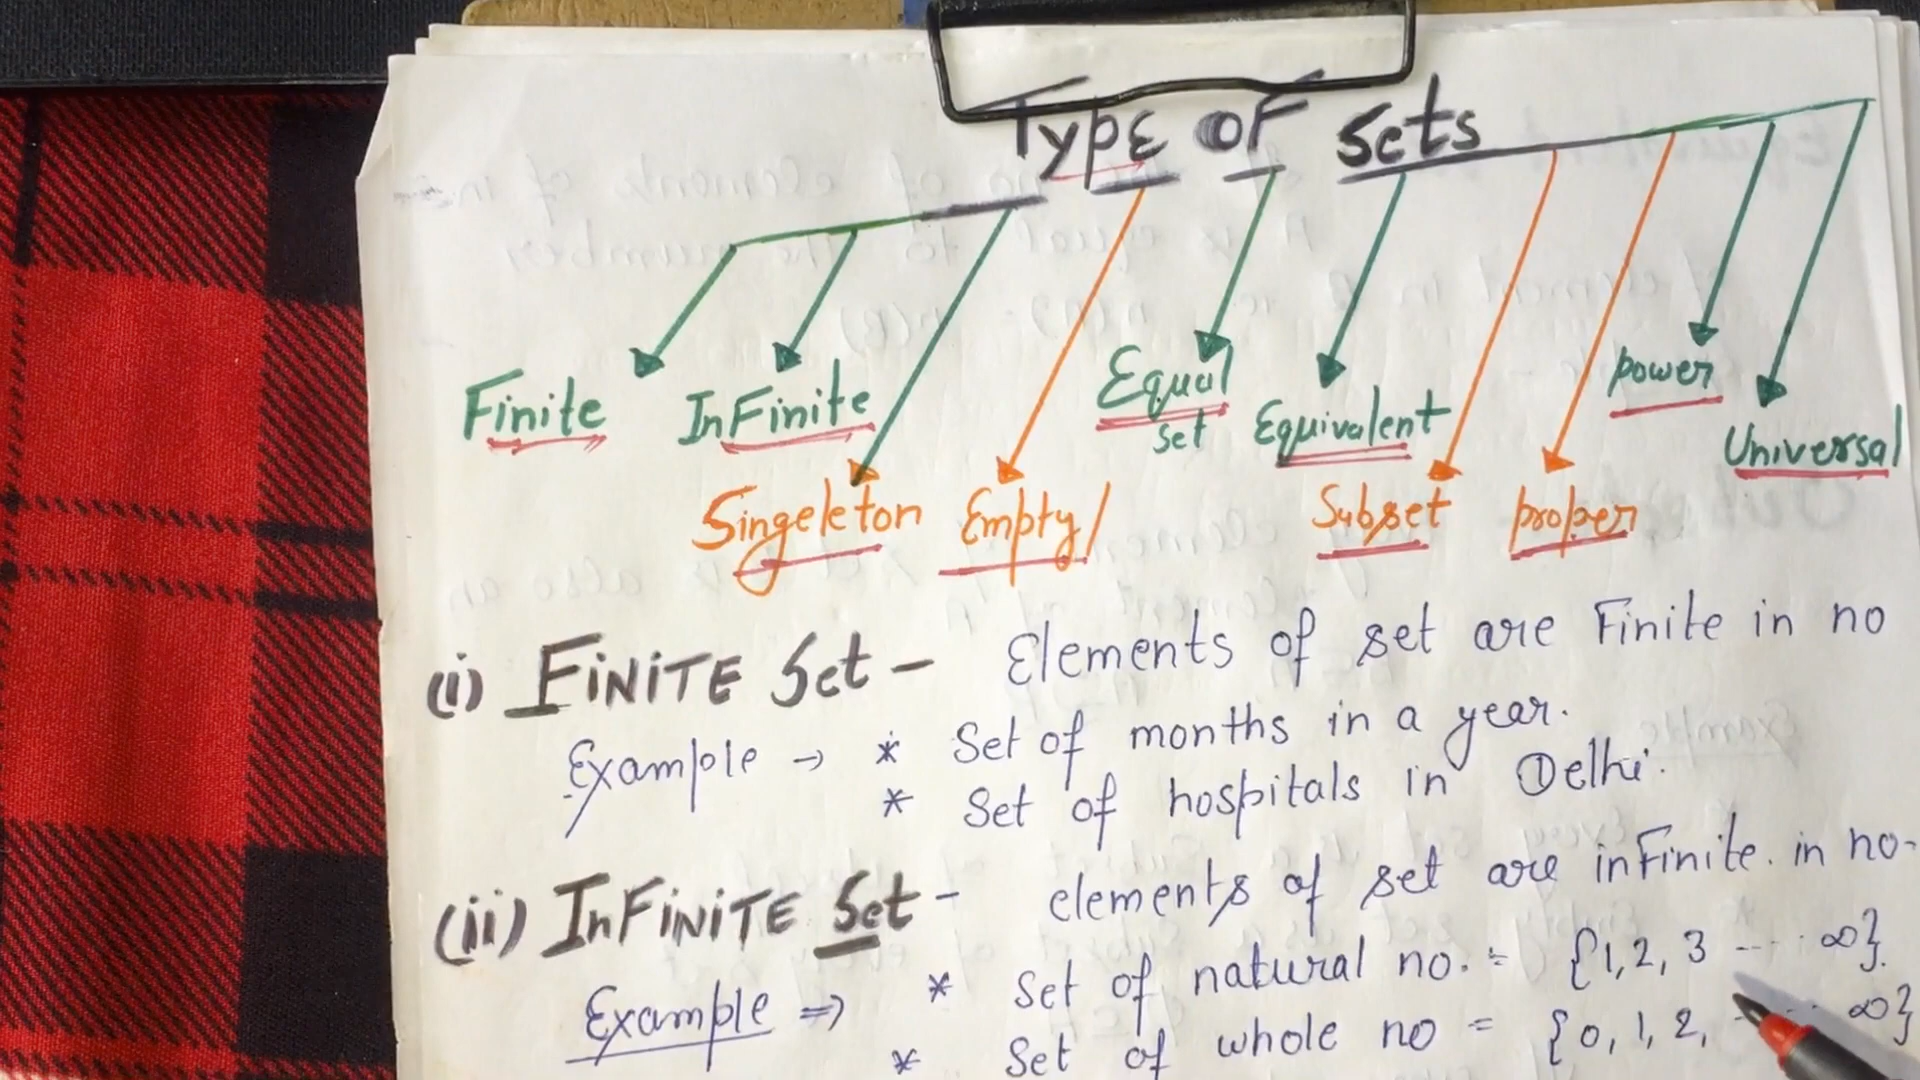 Type of Sets
Finite InFinite Equal set Equivalent power Universal
Singeleton Empty/ Subset proper
(i) FiNiTE Set - Elements of set are Finite in no
Example → * Set of months in a year.
* Set of hospitals in Delhi.
(ii) InFiNiTE Set - elements of set are inFinite. in no.
Example ⇒ * Set of natural no. = {1, 2, 3 --- ∞}.
* Set of whole no = {0, 1, 2, --- ∞}